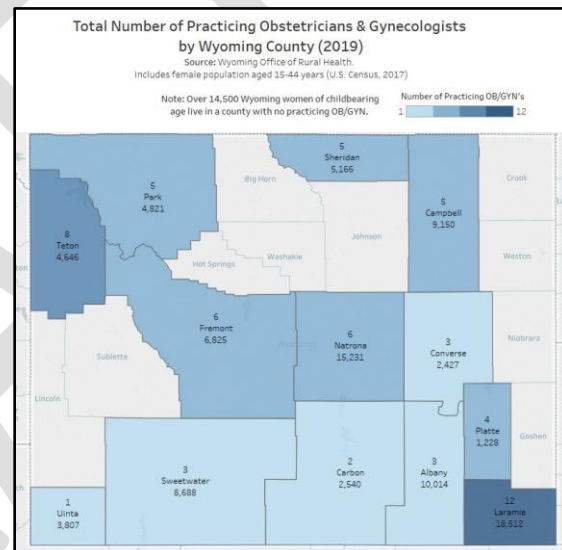 Total Number of Practicing Obstetricians & Gynecologists
by Wyoming County (2019)
Source: Wyoming Office of Rural Health.
Includes female population aged 15-44 years (U.S. Census, 2017)
Note: Over 14,500 Wyoming women of childbearing
age live in a county with no practicing OB/GYN.
Number of Practicing OB/GYN's
1 12
5
Sheridan
5,166
Big Horn
Crook
5
Park
4,821
5
Campbell
9,150
8
Teton
4,646
Johnson
Washakie
Hot Springs
Weston
6
Fremont
6,825
6
Natrona
15,231
3
Converse
2,427
Niobrara
Sublette
Lincoln
4
Platte
1,228
Goshen
3
Sweetwater
8,688
2
Carbon
2,540
3
Albany
10,014
1
Uinta
3,807
12
Laramie
18,512